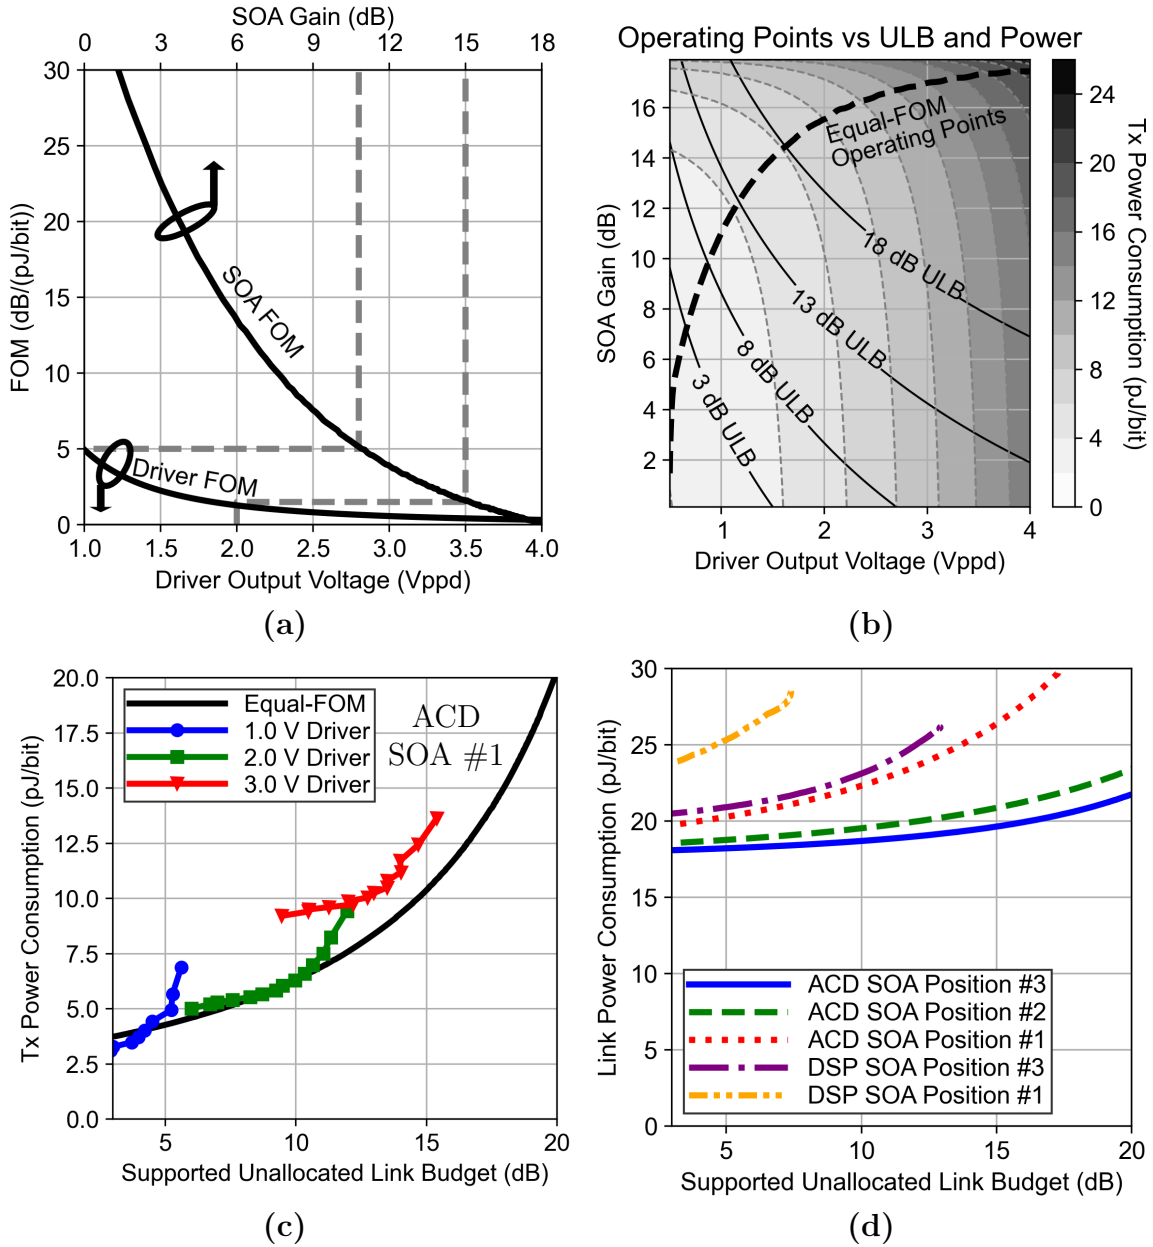 SOA Gain (dB)
0 3 6 9 12 15 18
30
25
20
15
10
5
0
FOM (dB/(pJ/bit))
SOA FOM
Driver FOM
1.0 1.5 2.0 2.5 3.0 3.5 4.0
Driver Output Voltage (Vppd)
(a)
Operating Points vs ULB and Power
16
14
12
10
8
6
4
2
SOA Gain (dB)
Equal-FOM
Operating Points
18 dB ULB
13 dB ULB
8 dB ULB
3 dB ULB
1 2 3 4
Driver Output Voltage (Vppd)
24
20
16
12
8
4
0
Tx Power Consumption (pJ/bit)
(b)
20.0
17.5
15.0
12.5
10.0
7.5
5.0
2.5
0.0
Tx Power Consumption (pJ/bit)
Equal-FOM
1.0 V Driver
2.0 V Driver
3.0 V Driver
ACD
SOA #1
5 10 15 20
Supported Unallocated Link Budget (dB)
(c)
30
25
20
15
10
5
0
Link Power Consumption (pJ/bit)
ACD SOA Position #3
ACD SOA Position #2
ACD SOA Position #1
DSP SOA Position #3
DSP SOA Position #1
5 10 15 20
Supported Unallocated Link Budget (dB)
(d)